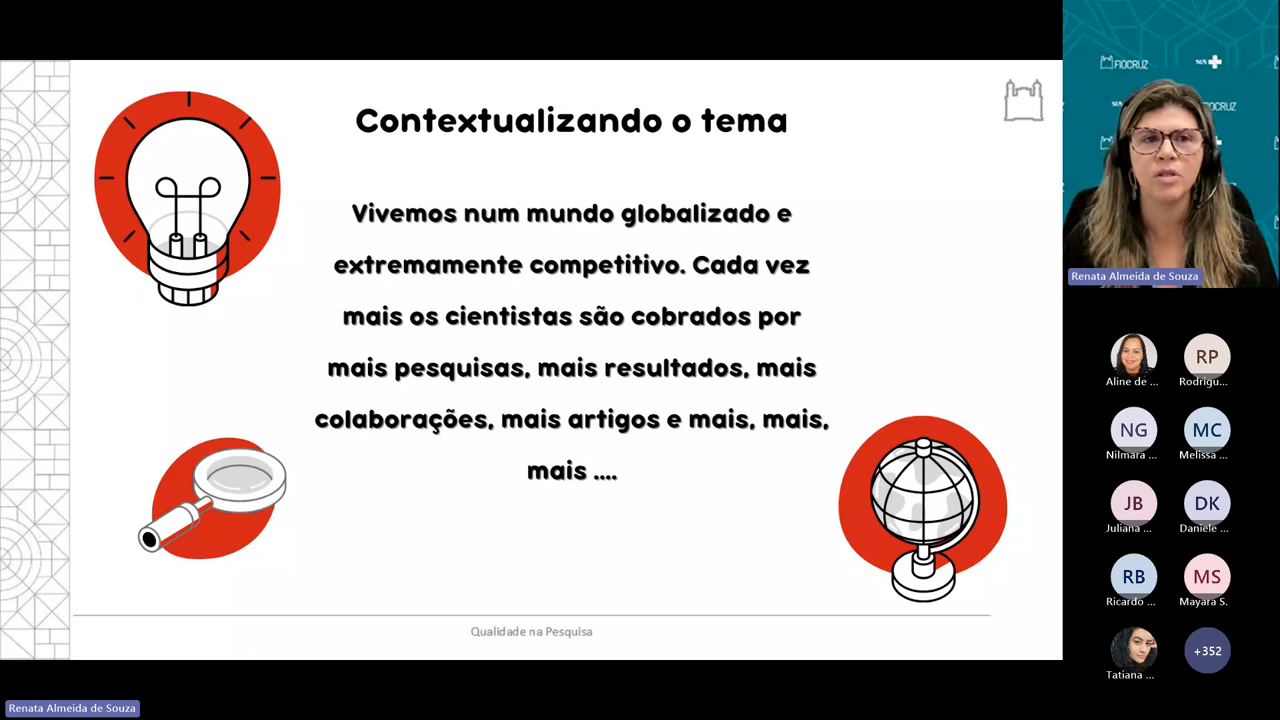 Contextualizando o tema
Vivemos num mundo globalizado e
extremamente competitivo. Cada vez
mais os cientistas são cobrados por
mais pesquisas, mais resultados, mais
colaborações, mais artigos e mais, mais,
mais ....
Qualidade na Pesquisa
Renata Almeida de Souza
FIOCRUZ
SUS
FIOCRUZ
Renata Almeida de Souza
Aline de ...
RP
Rodrigu...
NG
Nilmara ...
MC
Melissa ...
JB
Juliana ...
DK
Daniele ...
RB
Ricardo ...
MS
Mayara S.
Tatiana ...
+352